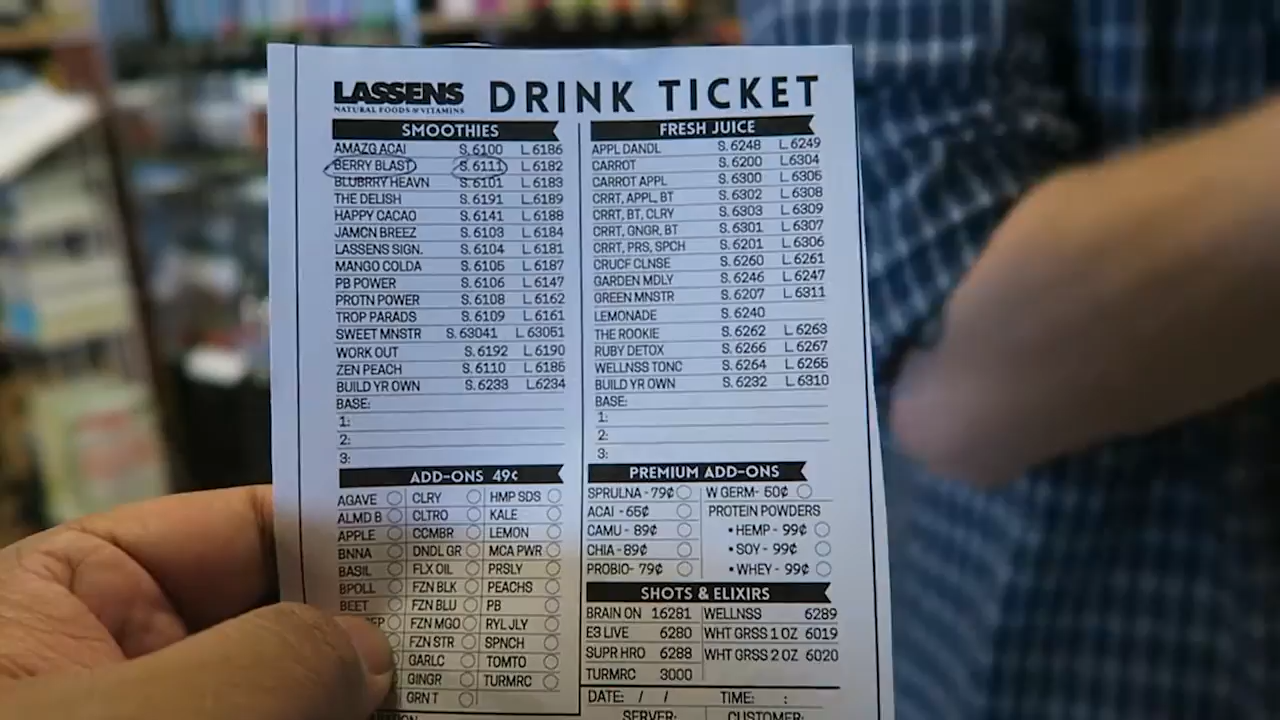 LASSENS
NATURAL FOODS & VITAMINS
DRINK TICKET
SMOOTHIES
AMAZG ACAI S. 6100 L 6186
BERRY BLAST S. 6111 L 6182
BLUBRRY HEAVN S. 6101 L 6183
THE DELISH S. 6191 L 6189
HAPPY CACAO S. 6141 L 6188
JAMCN BREEZ S. 6103 L 6184
LASSENS SIGN. S. 6104 L 6181
MANGO COLDA S. 6105 L 6187
PB POWER S. 6106 L 6147
PROTN POWER S. 6108 L 6162
TROP PARADS S. 6109 L 6161
SWEET MNSTR S. 63041 L 63051
WORK OUT S. 6192 L 6190
ZEN PEACH S. 6110 L 6185
BUILD YR OWN S. 6233 L 6234
BASE:
1:
2:
3:
FRESH JUICE
APPL DANDL S. 6248 L 6249
CARROT S. 6200 L 6304
CARROT APPL S. 6300 L 6305
CRRT, APPL, BT S. 6302 L 6308
CRRT, BT, CLRY S. 6303 L 6309
CRRT, GNGR, BT S. 6301 L 6307
CRRT, PRS, SPCH S. 6201 L 6306
CRUCF CLNSE S. 6260 L 6261
GARDEN MDLY S. 6246 L 6247
GREEN MNSTR S. 6207 L 6311
LEMONADE S. 6240
THE ROOKIE S. 6262 L 6263
RUBY DETOX S. 6266 L 6267
WELLNSS TONC S. 6264 L 6265
BUILD YR OWN S. 6232 L 6310
BASE:
1:
2:
3:
ADD-ONS 49¢
AGAVE CLRY HMP SDS
ALMD B CLTRO KALE
APPLE CCMBR LEMON
BNNA DNDL GR MCA PWR
BASIL FLX OIL PRSLY
BPOLL FZN BLK PEACHS
BEET FZN BLU PB
FZN MGO RYL JLY
FZN STR SPNCH
GARLC TOMTO
GINGR TURMRC
GRNT
PREMIUM ADD-ONS
SPRULNA - 79¢ W GERM - 50¢
ACAI - 65¢ PROTEIN POWDERS
CAMU - 89¢ • HEMP - 99¢
CHIA - 89¢ • SOY - 99¢
PROBIO- 79¢ • WHEY - 99¢
SHOTS & ELIXIRS
BRAIN ON 16281 WELLNSS 6289
E3 LIVE 6280 WHT GRSS 1 OZ 6019
SUPR HRO 6288 WHT GRSS 2 OZ 6020
TURMRC 3000
DATE: / / TIME: :
SERVER: CUSTOMER: